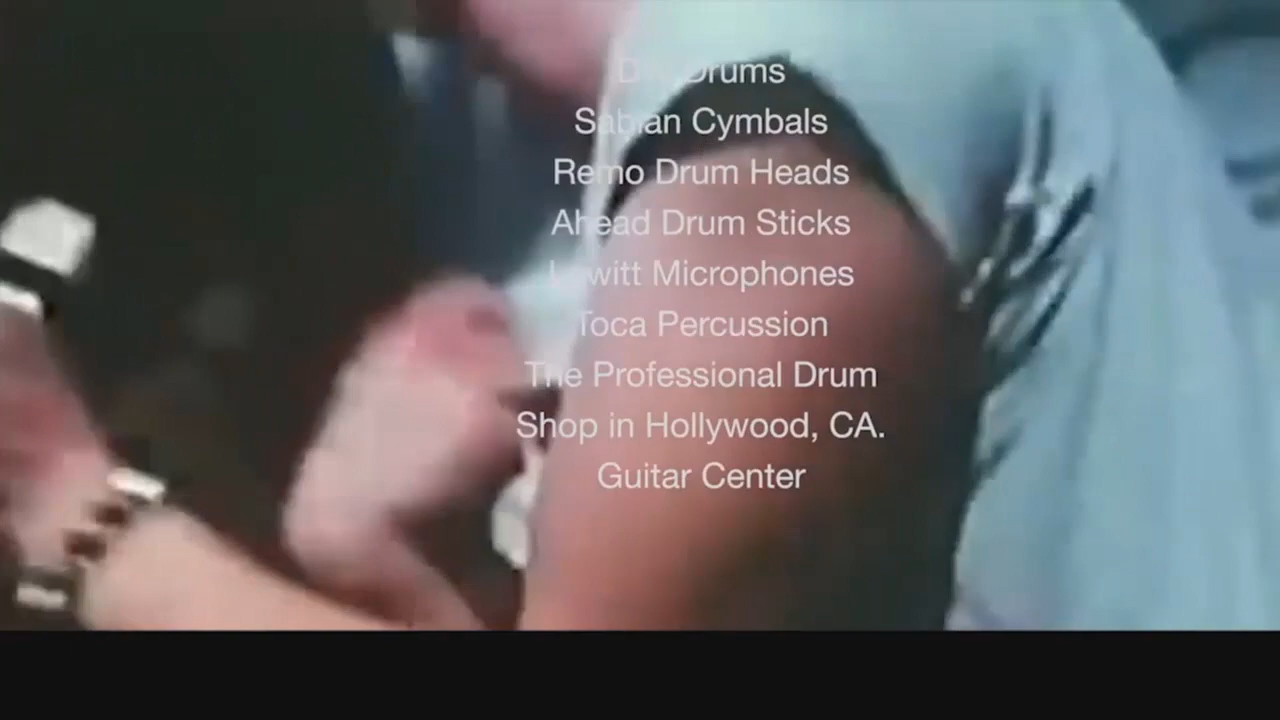 Drums
Sabian Cymbals
Remo Drum Heads
Ahead Drum Sticks
Lewitt Microphones
Toca Percussion
The Professional Drum
Shop in Hollywood, CA.
Guitar Center